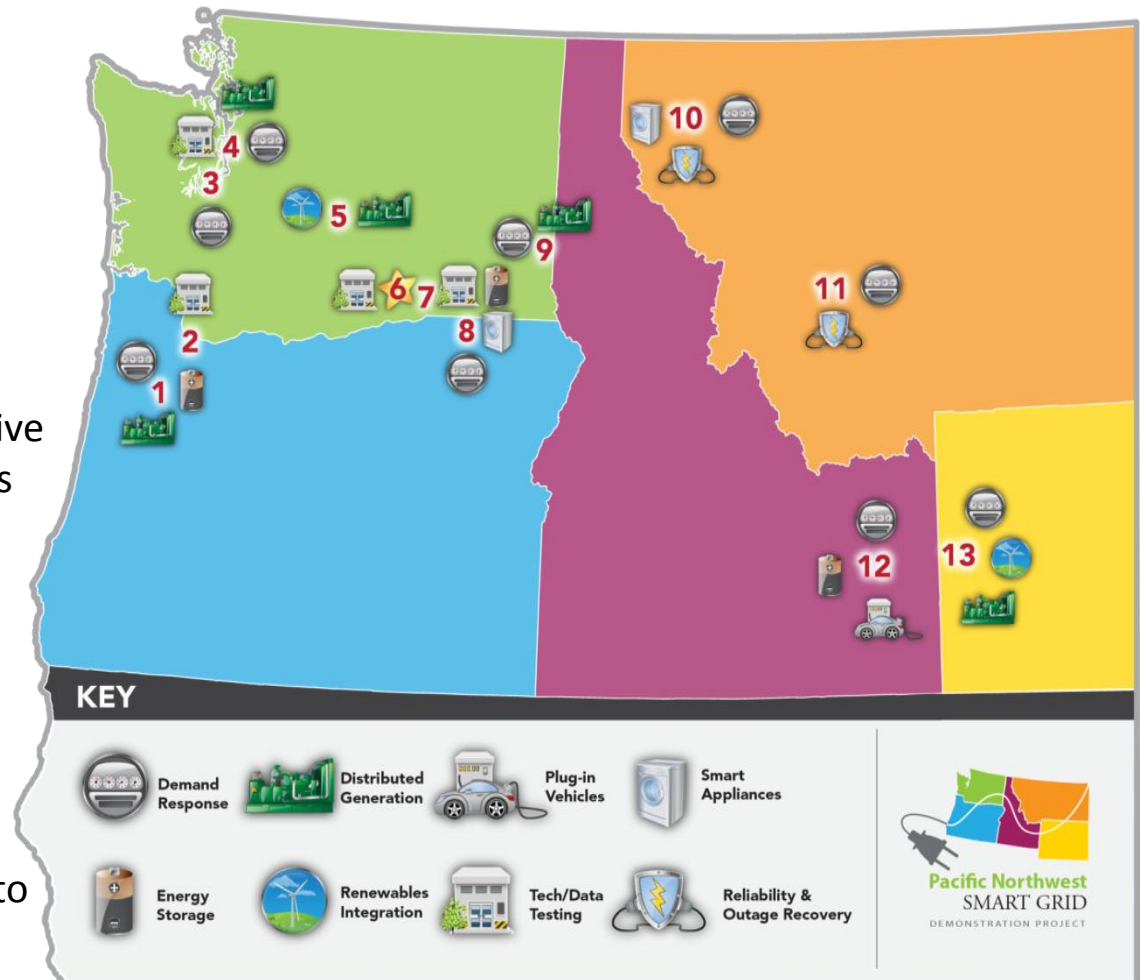 4
3
5
9
6
7
8
2
1
10
11
12
13
ive
s
to
KEY
Demand
Response
Distributed
Generation
Plug-in
Vehicles
Smart
Appliances
Energy
Storage
Renewables
Integration
Tech/Data
Testing
Reliability &
Outage Recovery
Pacific Northwest
SMART GRID
DEMONSTRATION PROJECT